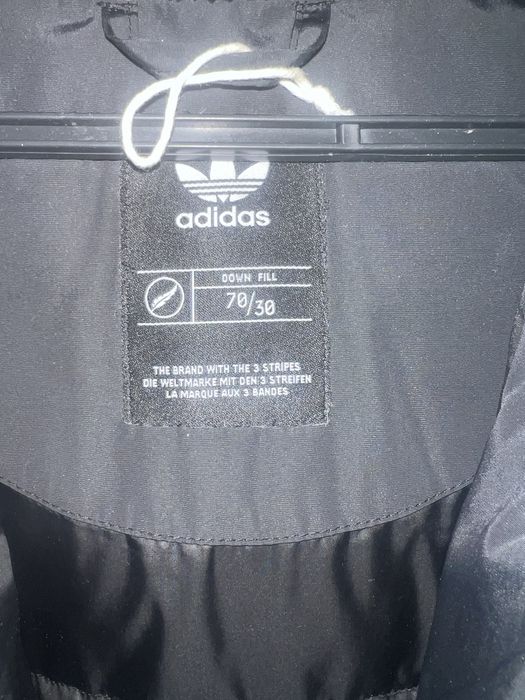 adidas
DOWN FILL
70/30
THE BRAND WITH THE 3 STRIPES
DIE WELTMARKE MIT DEN 3 STREIFEN
LA MARQUE AUX 3 BANDES